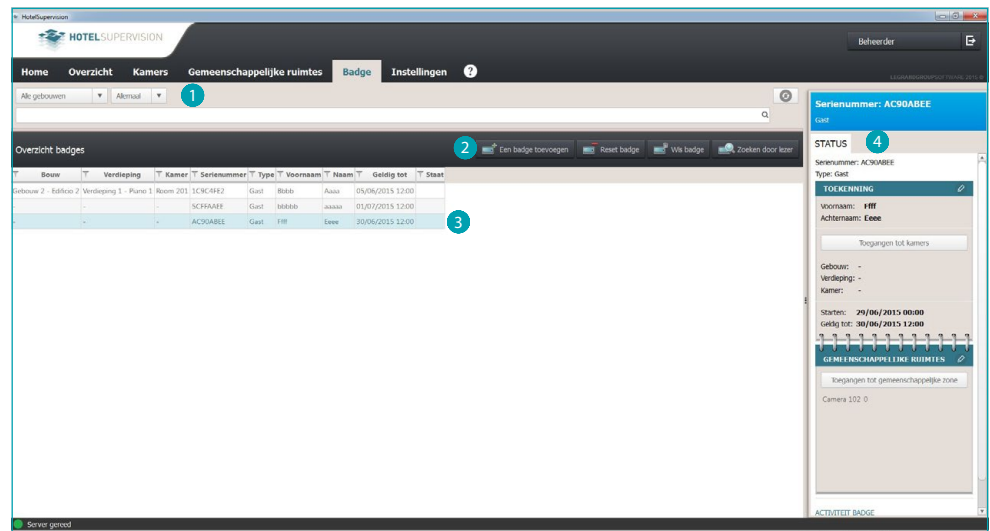 HotelSupervision
HOTELSUPERVISION
Beheerder
Home Overzicht Kamers Gemeenschappelijke ruimtes Badge Instellingen ?
LEGRANDGROUPSOFTWARE 2015 ©
Alle gebouwen Allemaal 1
Overzicht badges
2 Een badge toevoegen Reset badge Wis badge Zoeken door lezer
Bouw Verdieping Kamer Serienummer Type Voornaam Naam Geldig tot Staat
Gebouw 2 - Edificio 2 Verdieping 1 - Piano 1 Room 201 1C9C4FE2 Gast Bbbb Aaaa 05/06/2015 12:00
- - - 5CFFAAEE Gast bbbbb aaaaa 01/07/2015 12:00
- - - AC90ABEE Gast Ffff Eeee 30/06/2015 12:00
3
Serienummer: AC90ABEE
Gast
STATUS 4
Serienummer: AC90ABEE
Type: Gast
TOEKENNING
Voornaam: Ffff
Achternaam: Eeee
Toegangen tot kamers
Gebouw: -
Verdieping: -
Kamer: -
Starten: 29/06/2015 00:00
Geldig tot: 30/06/2015 12:00
GEMEENSCHAPPELIJKE RUIMTES
Toegangen tot gemeenschappelijke zone
Camera 102 0
ACTIVITEIT BADGE
Server gereed